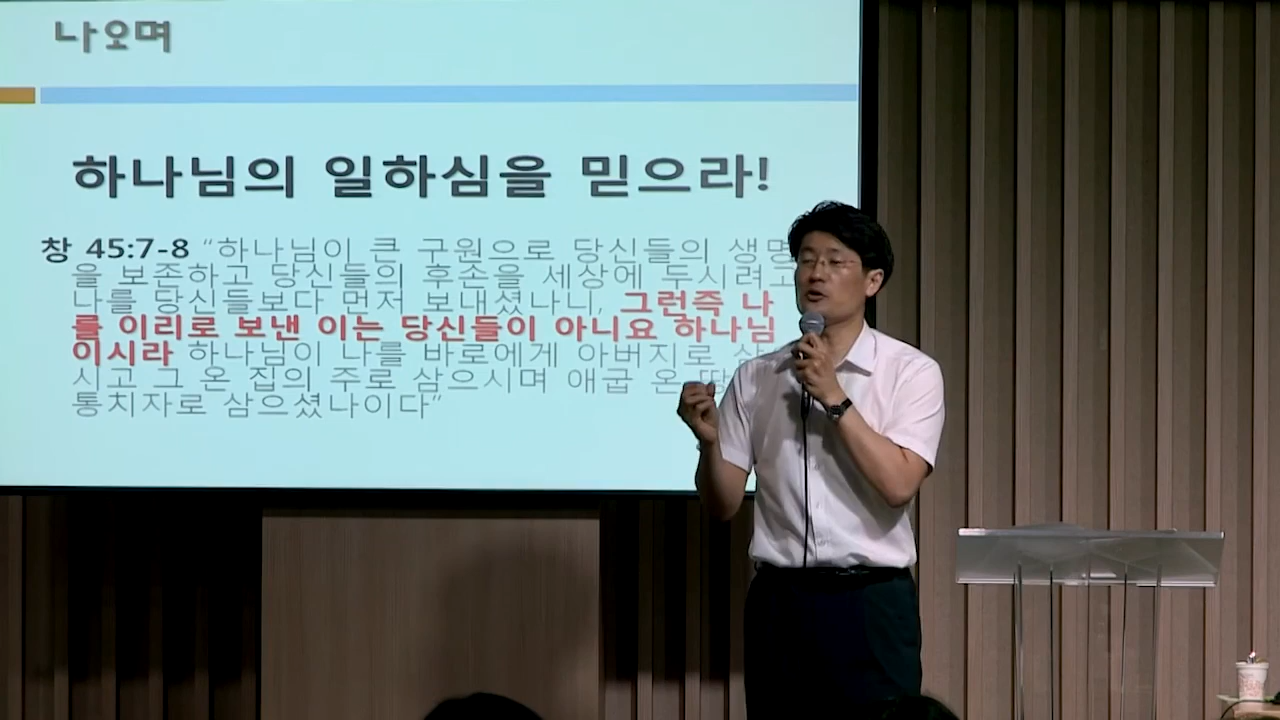 나오며
하나님의 일하심을 믿으라!
창 45:7-8 “하나님이 큰 구원으로 당신들의 생명
을 보존하고 당신들의 후손을 세상에 두시려고
나를 당신들보다 먼저 보내셨나니, 그런즉 나
를 이리로 보낸 이는 당신들이 아니요 하나님
이시라 하나님이 나를 바로에게 아버지로
시고 그 온 집의 주로 삼으시며 애굽 온 땅
통치자로 삼으셨나이다”